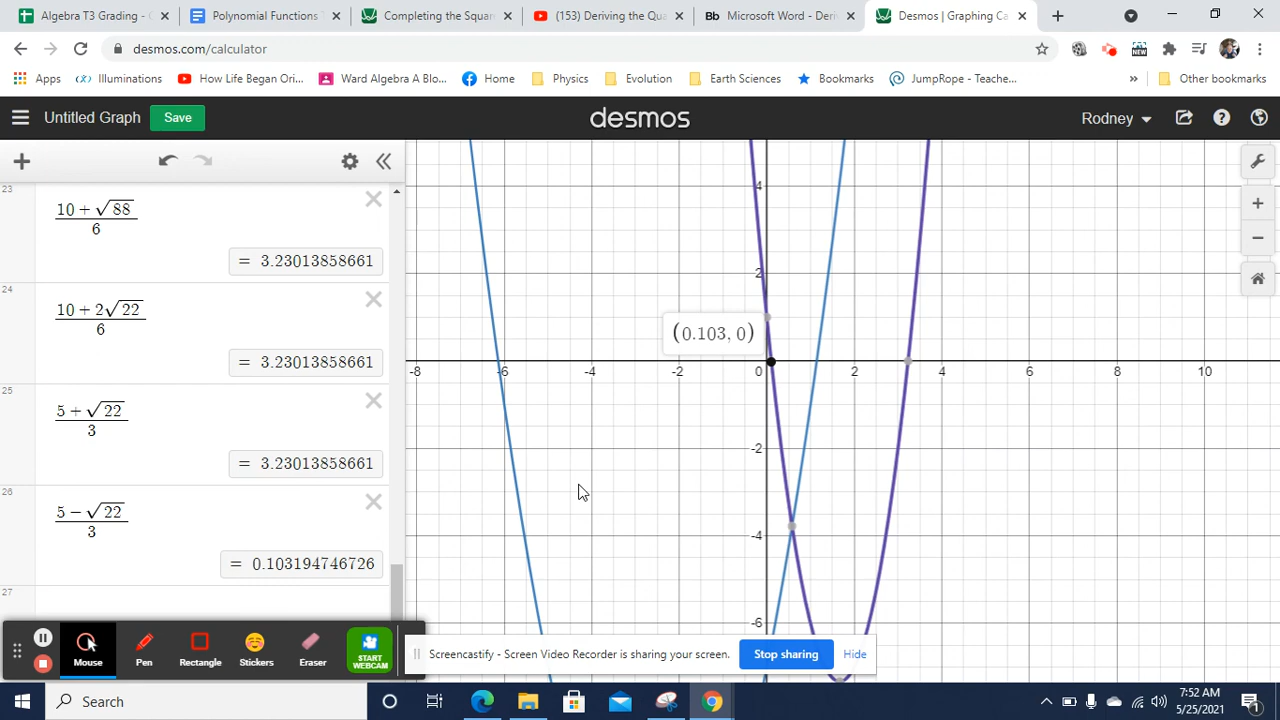 Algebra T3 Grading - G
Polynomial Functions T
Completing the Squar
(153) Deriving the Qua
Bb Microsoft Word - Deri
Desmos | Graphing Ca
desmos.com/calculator
Apps
Illuminations
How Life Began Ori...
Ward Algebra A Blo...
Home
Physics
Evolution
Earth Sciences
Bookmarks
JumpRope - Teache...
»
Other bookmarks
Untitled Graph
Save
desmos
Rodney
23
(10 + √88)/6
= 3.23013858661
24
(10 + 2√22)/6
= 3.23013858661
25
(5 + √22)/3
= 3.23013858661
26
(5 − √22)/3
= 0.103194746726
27
4
2
(0.103, 0)
-8 -6 -4 -2 0 2 4 6 8 10
-2
-4
-6
Mouse
Pen
Rectangle
Stickers
Eraser
START WEBCAM
Screencastify - Screen Video Recorder is sharing your screen.
Stop sharing
Hide
Search
7:52 AM
5/25/2021
1